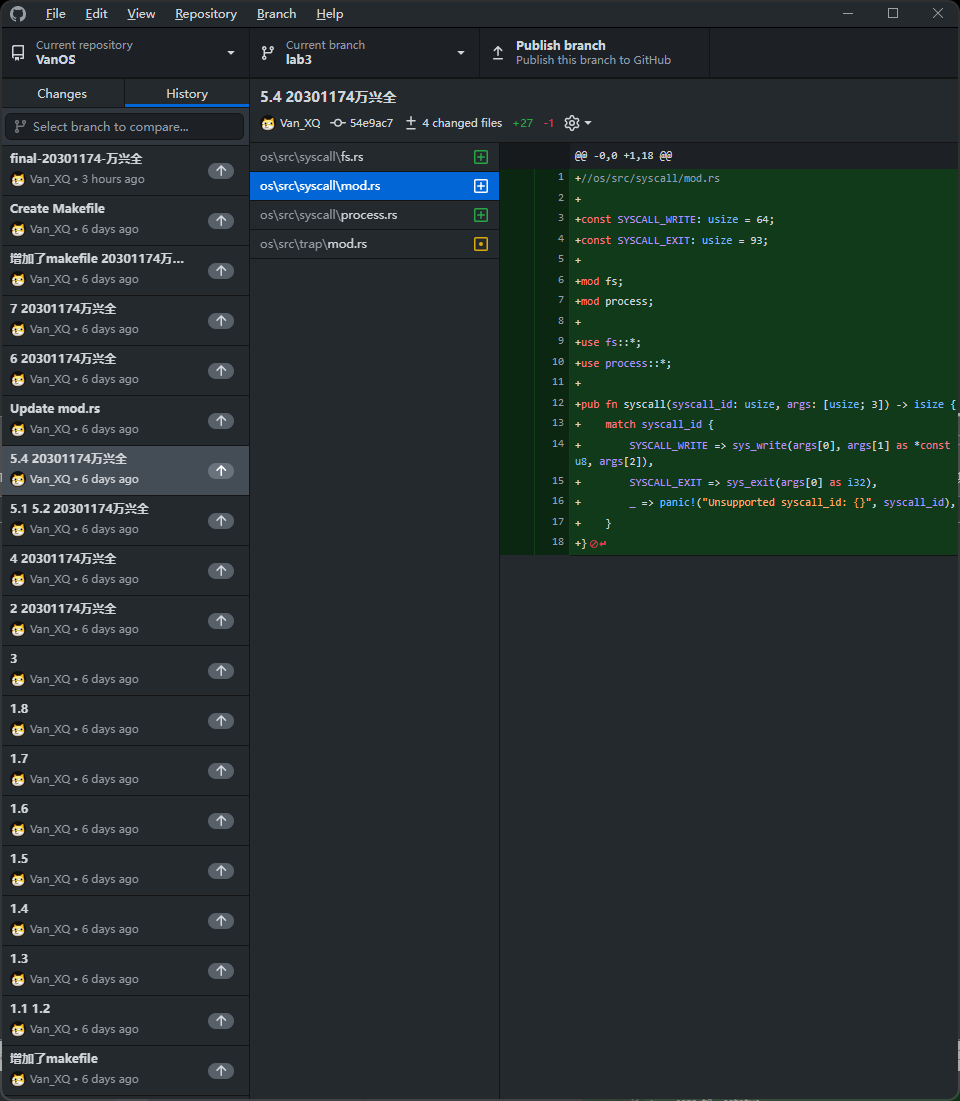 File Edit View Repository Branch Help
Current repository
VanOS
Current branch
lab3
Publish branch
Publish this branch to GitHub
Changes
History
Select branch to compare...
final-20301174-万兴全
Van_XQ • 3 hours ago
Create Makefile
Van_XQ • 6 days ago
增加了makefile 20301174万...
Van_XQ • 6 days ago
7 20301174万兴全
Van_XQ • 6 days ago
6 20301174万兴全
Van_XQ • 6 days ago
Update mod.rs
Van_XQ • 6 days ago
5.4 20301174万兴全
Van_XQ • 6 days ago
5.1 5.2 20301174万兴全
Van_XQ • 6 days ago
4 20301174万兴全
Van_XQ • 6 days ago
2 20301174万兴全
Van_XQ • 6 days ago
3
Van_XQ • 6 days ago
1.8
Van_XQ • 6 days ago
1.7
Van_XQ • 6 days ago
1.6
Van_XQ • 6 days ago
1.5
Van_XQ • 6 days ago
1.4
Van_XQ • 6 days ago
1.3
Van_XQ • 6 days ago
1.1 1.2
Van_XQ • 6 days ago
增加了makefile
Van_XQ • 6 days ago
5.4 20301174万兴全
Van_XQ 54e9ac7 4 changed files +27 -1
os\src\syscall\fs.rs
os\src\syscall\mod.rs
os\src\syscall\process.rs
os\src\trap\mod.rs
@@ -0,0 +1,18 @@
1 +//os/src/syscall/mod.rs
2 +
3 +const SYSCALL_WRITE: usize = 64;
4 +const SYSCALL_EXIT: usize = 93;
5 +
6 +mod fs;
7 +mod process;
8 +
9 +use fs::*;
10 +use process::*;
11 +
12 +pub fn syscall(syscall_id: usize, args: [usize; 3]) -> isize {
13 +    match syscall_id {
14 +        SYSCALL_WRITE => sys_write(args[0], args[1] as *const
u8, args[2]),
15 +        SYSCALL_EXIT => sys_exit(args[0] as i32),
16 +        _ => panic!("Unsupported syscall_id: {}", syscall_id),
17 +    }
18 +}